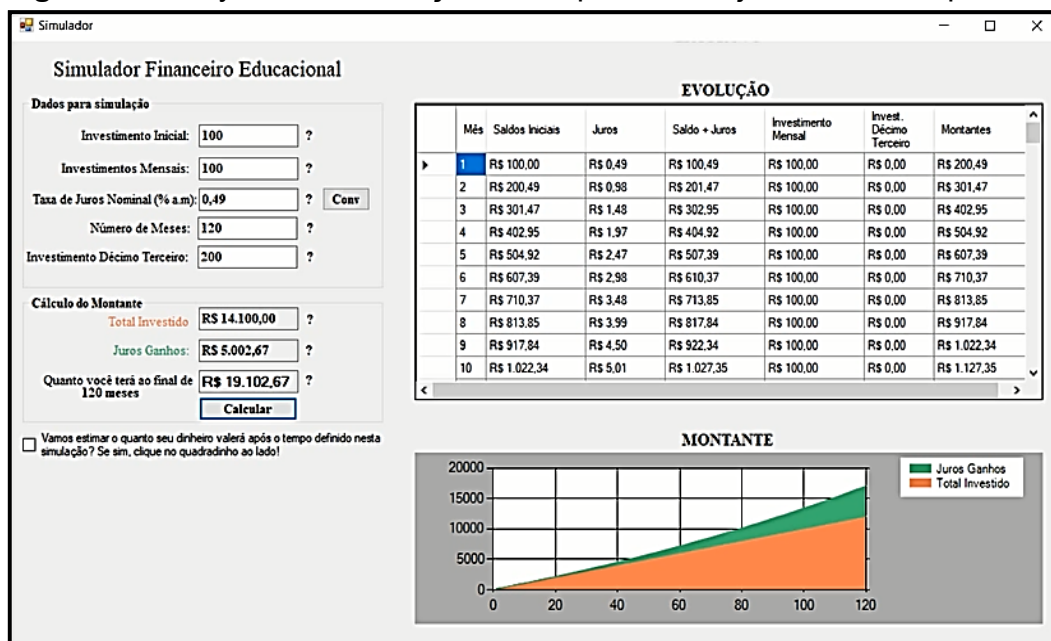 Simulador
Simulador Financeiro Educacional
Dados para simulação
Investimento Inicial: 100 ?
Investimentos Mensais: 100 ?
Taxa de Juros Nominal (% a.m): 0,49 ? Conv
Número de Meses: 120 ?
Investimento Décimo Terceiro: 200 ?
Cálculo do Montante
Total Investido R$ 14.100,00 ?
Juros Ganhos: R$ 5.002,67 ?
Quanto você terá ao final de
120 meses R$ 19.102,67 ?
Calcular
Vamos estimar o quanto seu dinheiro valerá após o tempo definido nesta
simulação? Se sim, clique no quadradinho ao lado!
EVOLUÇÃO
Mês Saldos Iniciais Juros Saldo + Juros Investimento Mensal Invest. Décimo Terceiro Montantes
1 R$ 100,00 R$ 0,49 R$ 100,49 R$ 100,00 R$ 0,00 R$ 200,49
2 R$ 200,49 R$ 0,98 R$ 201,47 R$ 100,00 R$ 0,00 R$ 301,47
3 R$ 301,47 R$ 1,48 R$ 302,95 R$ 100,00 R$ 0,00 R$ 402,95
4 R$ 402,95 R$ 1,97 R$ 404,92 R$ 100,00 R$ 0,00 R$ 504,92
5 R$ 504,92 R$ 2,47 R$ 507,39 R$ 100,00 R$ 0,00 R$ 607,39
6 R$ 607,39 R$ 2,98 R$ 610,37 R$ 100,00 R$ 0,00 R$ 710,37
7 R$ 710,37 R$ 3,48 R$ 713,85 R$ 100,00 R$ 0,00 R$ 813,85
8 R$ 813,85 R$ 3,99 R$ 817,84 R$ 100,00 R$ 0,00 R$ 917,84
9 R$ 917,84 R$ 4,50 R$ 922,34 R$ 100,00 R$ 0,00 R$ 1.022,34
10 R$ 1.022,34 R$ 5,01 R$ 1.027,35 R$ 100,00 R$ 0,00 R$ 1.127,35
MONTANTE
20000
15000
10000
5000
0
0 20 40 60 80 100 120
Juros Ganhos
Total Investido